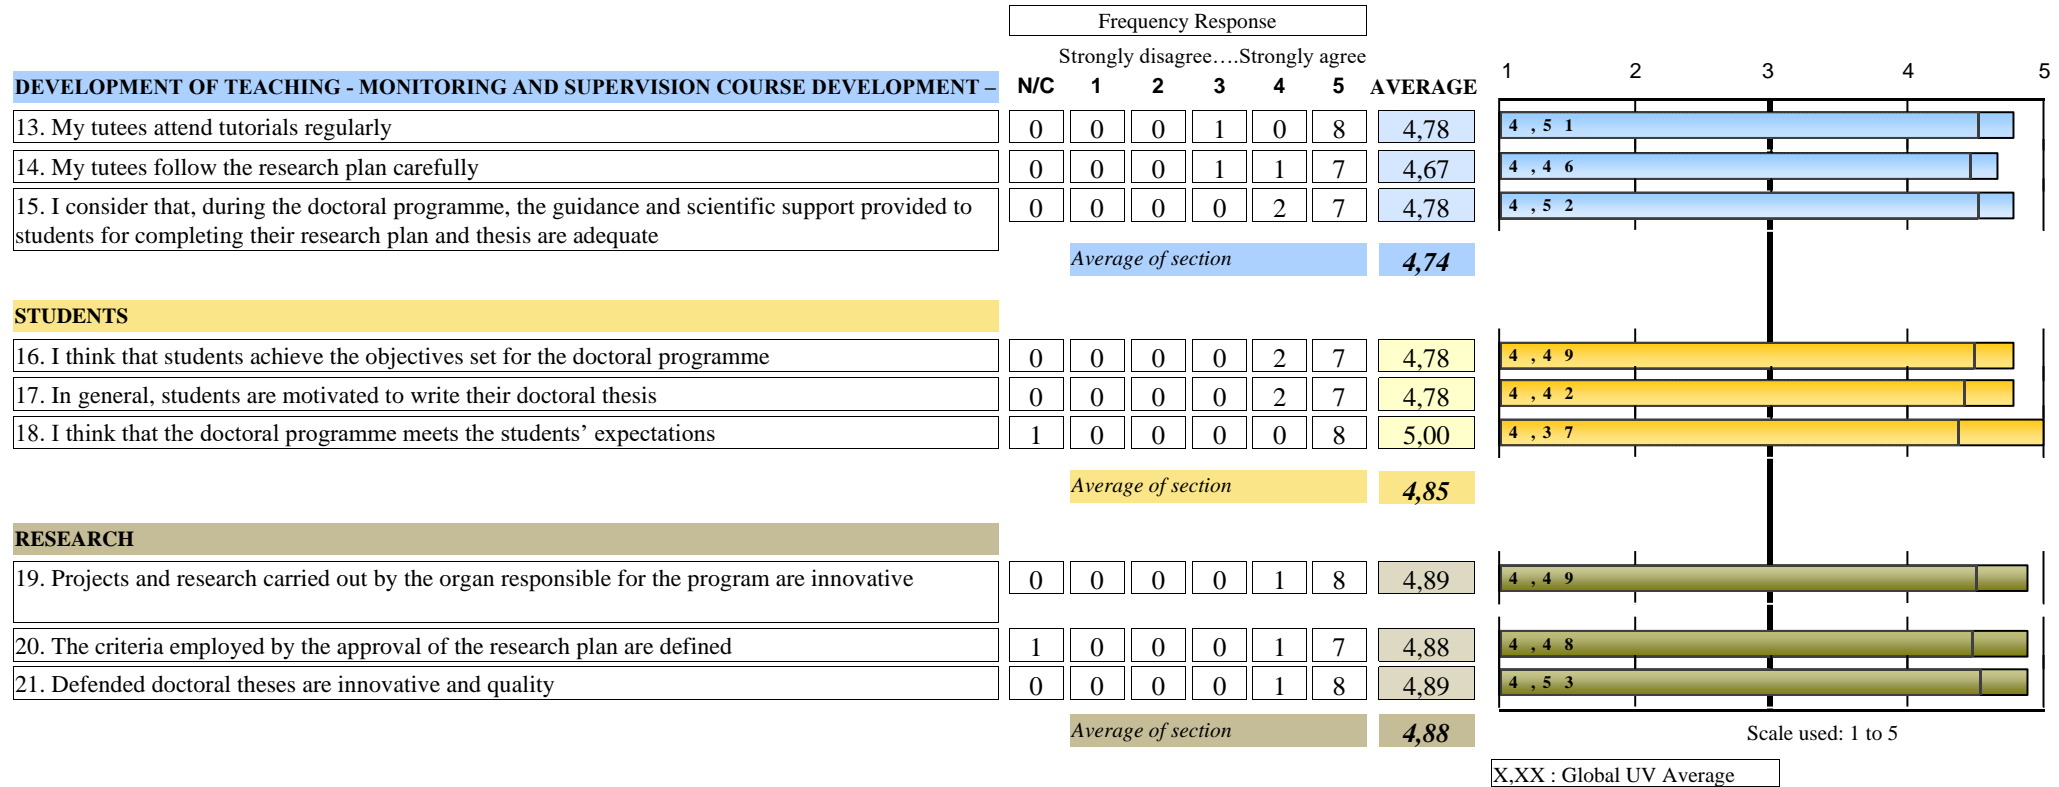 Frequency Response
Strongly disagree….Strongly agree
DEVELOPMENT OF TEACHING - MONITORING AND SUPERVISION COURSE DEVELOPMENT – N/C 1 2 3 4 5 AVERAGE 1 2 3 4 5
13. My tutees attend tutorials regularly 0 0 0 1 0 8 4,78 4,51
14. My tutees follow the research plan carefully 0 0 0 1 1 7 4,67 4,46
15. I consider that, during the doctoral programme, the guidance and scientific support provided to 0 0 0 0 2 7 4,78 4,52
students for completing their research plan and thesis are adequate
Average of section 4,74
STUDENTS
16. I think that students achieve the objectives set for the doctoral programme 0 0 0 0 2 7 4,78 4,49
17. In general, students are motivated to write their doctoral thesis 0 0 0 0 2 7 4,78 4,42
18. I think that the doctoral programme meets the students’ expectations 1 0 0 0 0 8 5,00 4,37
Average of section 4,85
RESEARCH
19. Projects and research carried out by the organ responsible for the program are innovative 0 0 0 0 1 8 4,89 4,49
20. The criteria employed by the approval of the research plan are defined 1 0 0 0 1 7 4,88 4,48
21. Defended doctoral theses are innovative and quality 0 0 0 0 1 8 4,89 4,53
Average of section 4,88
Scale used: 1 to 5
X,XX : Global UV Average